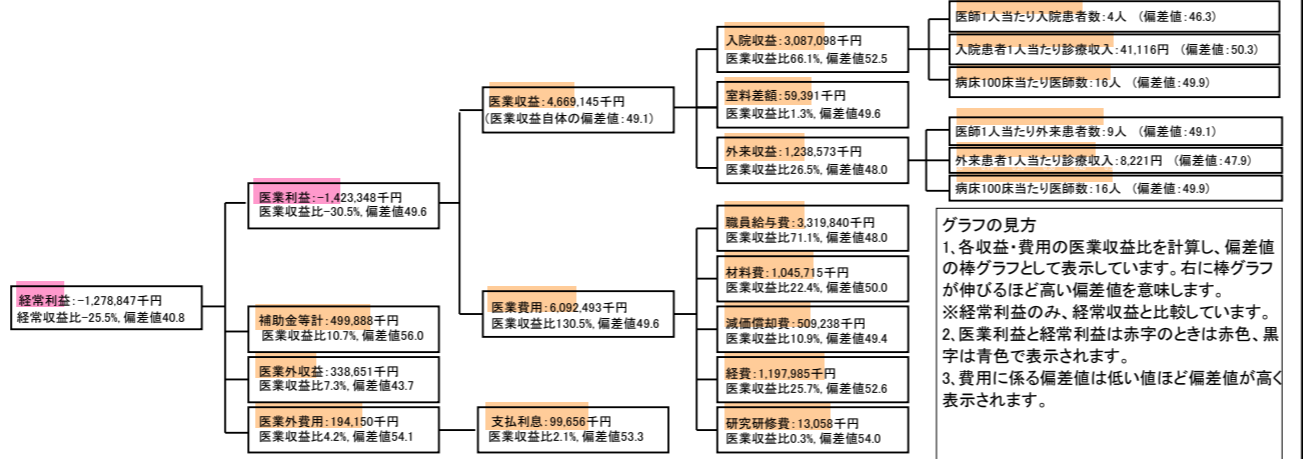 経常利益:-1,278,847千円
経常収支比-25.5%, 偏差値40.8
医業利益:-1,423,348千円
医業収益比-30.5%, 偏差値49.6
補助金等計:499,888千円
医業収益比10.7%, 偏差値56.0
医業外収益:338,651千円
医業収益比7.3%, 偏差値43.7
医業外費用:194,150千円
医業収益比4.2%, 偏差値54.1
医業収益:4,669,145千円
(医業収益自体の偏差値:49.1)
医業費用:6,092,493千円
医業収益比130.5%, 偏差値49.6
支払利息:99,656千円
医業収益比2.1%, 偏差値53.3
入院収益:3,087,098千円
医業収益比66.1%, 偏差値52.5
室料差額:59,391千円
医業収益比1.3%, 偏差値49.6
外来収益:1,238,573千円
医業収益比26.5%, 偏差値48.0
職員給与費:3,319,840千円
医業収益比71.1%, 偏差値48.0
材料費:1,045,715千円
医業収益比22.4%, 偏差値50.0
減価償却費:509,238千円
医業収益比10.9%, 偏差値49.4
経費:1,197,985千円
医業収益比25.7%, 偏差値52.6
研究研修費:13,058千円
医業収益比0.3%, 偏差値54.0
医師1人当たり入院患者数:4人 (偏差値:46.3)
入院患者1人当たり診療収入:41,116円 (偏差値:50.3)
病床100床当たり医師数:16人 (偏差値:49.9)
医師1人当たり外来患者数:9人 (偏差値:49.1)
外来患者1人当たり診療収入:8,221円 (偏差値:47.9)
病床100床当たり医師数:16人 (偏差値:49.9)
グラフの見方
1、各収益・費用の医業収益比を計算し、偏差値
の棒グラフとして表示しています。右に棒グラフ
が伸びるほど高い偏差値を意味します。
※経常利益のみ、経常収益と比較しています。
2、医業利益と経常利益は赤字のときは赤色、黒
字は青色で表示されます。
3、費用に係る偏差値は低い値ほど偏差値が高く
表示されます。